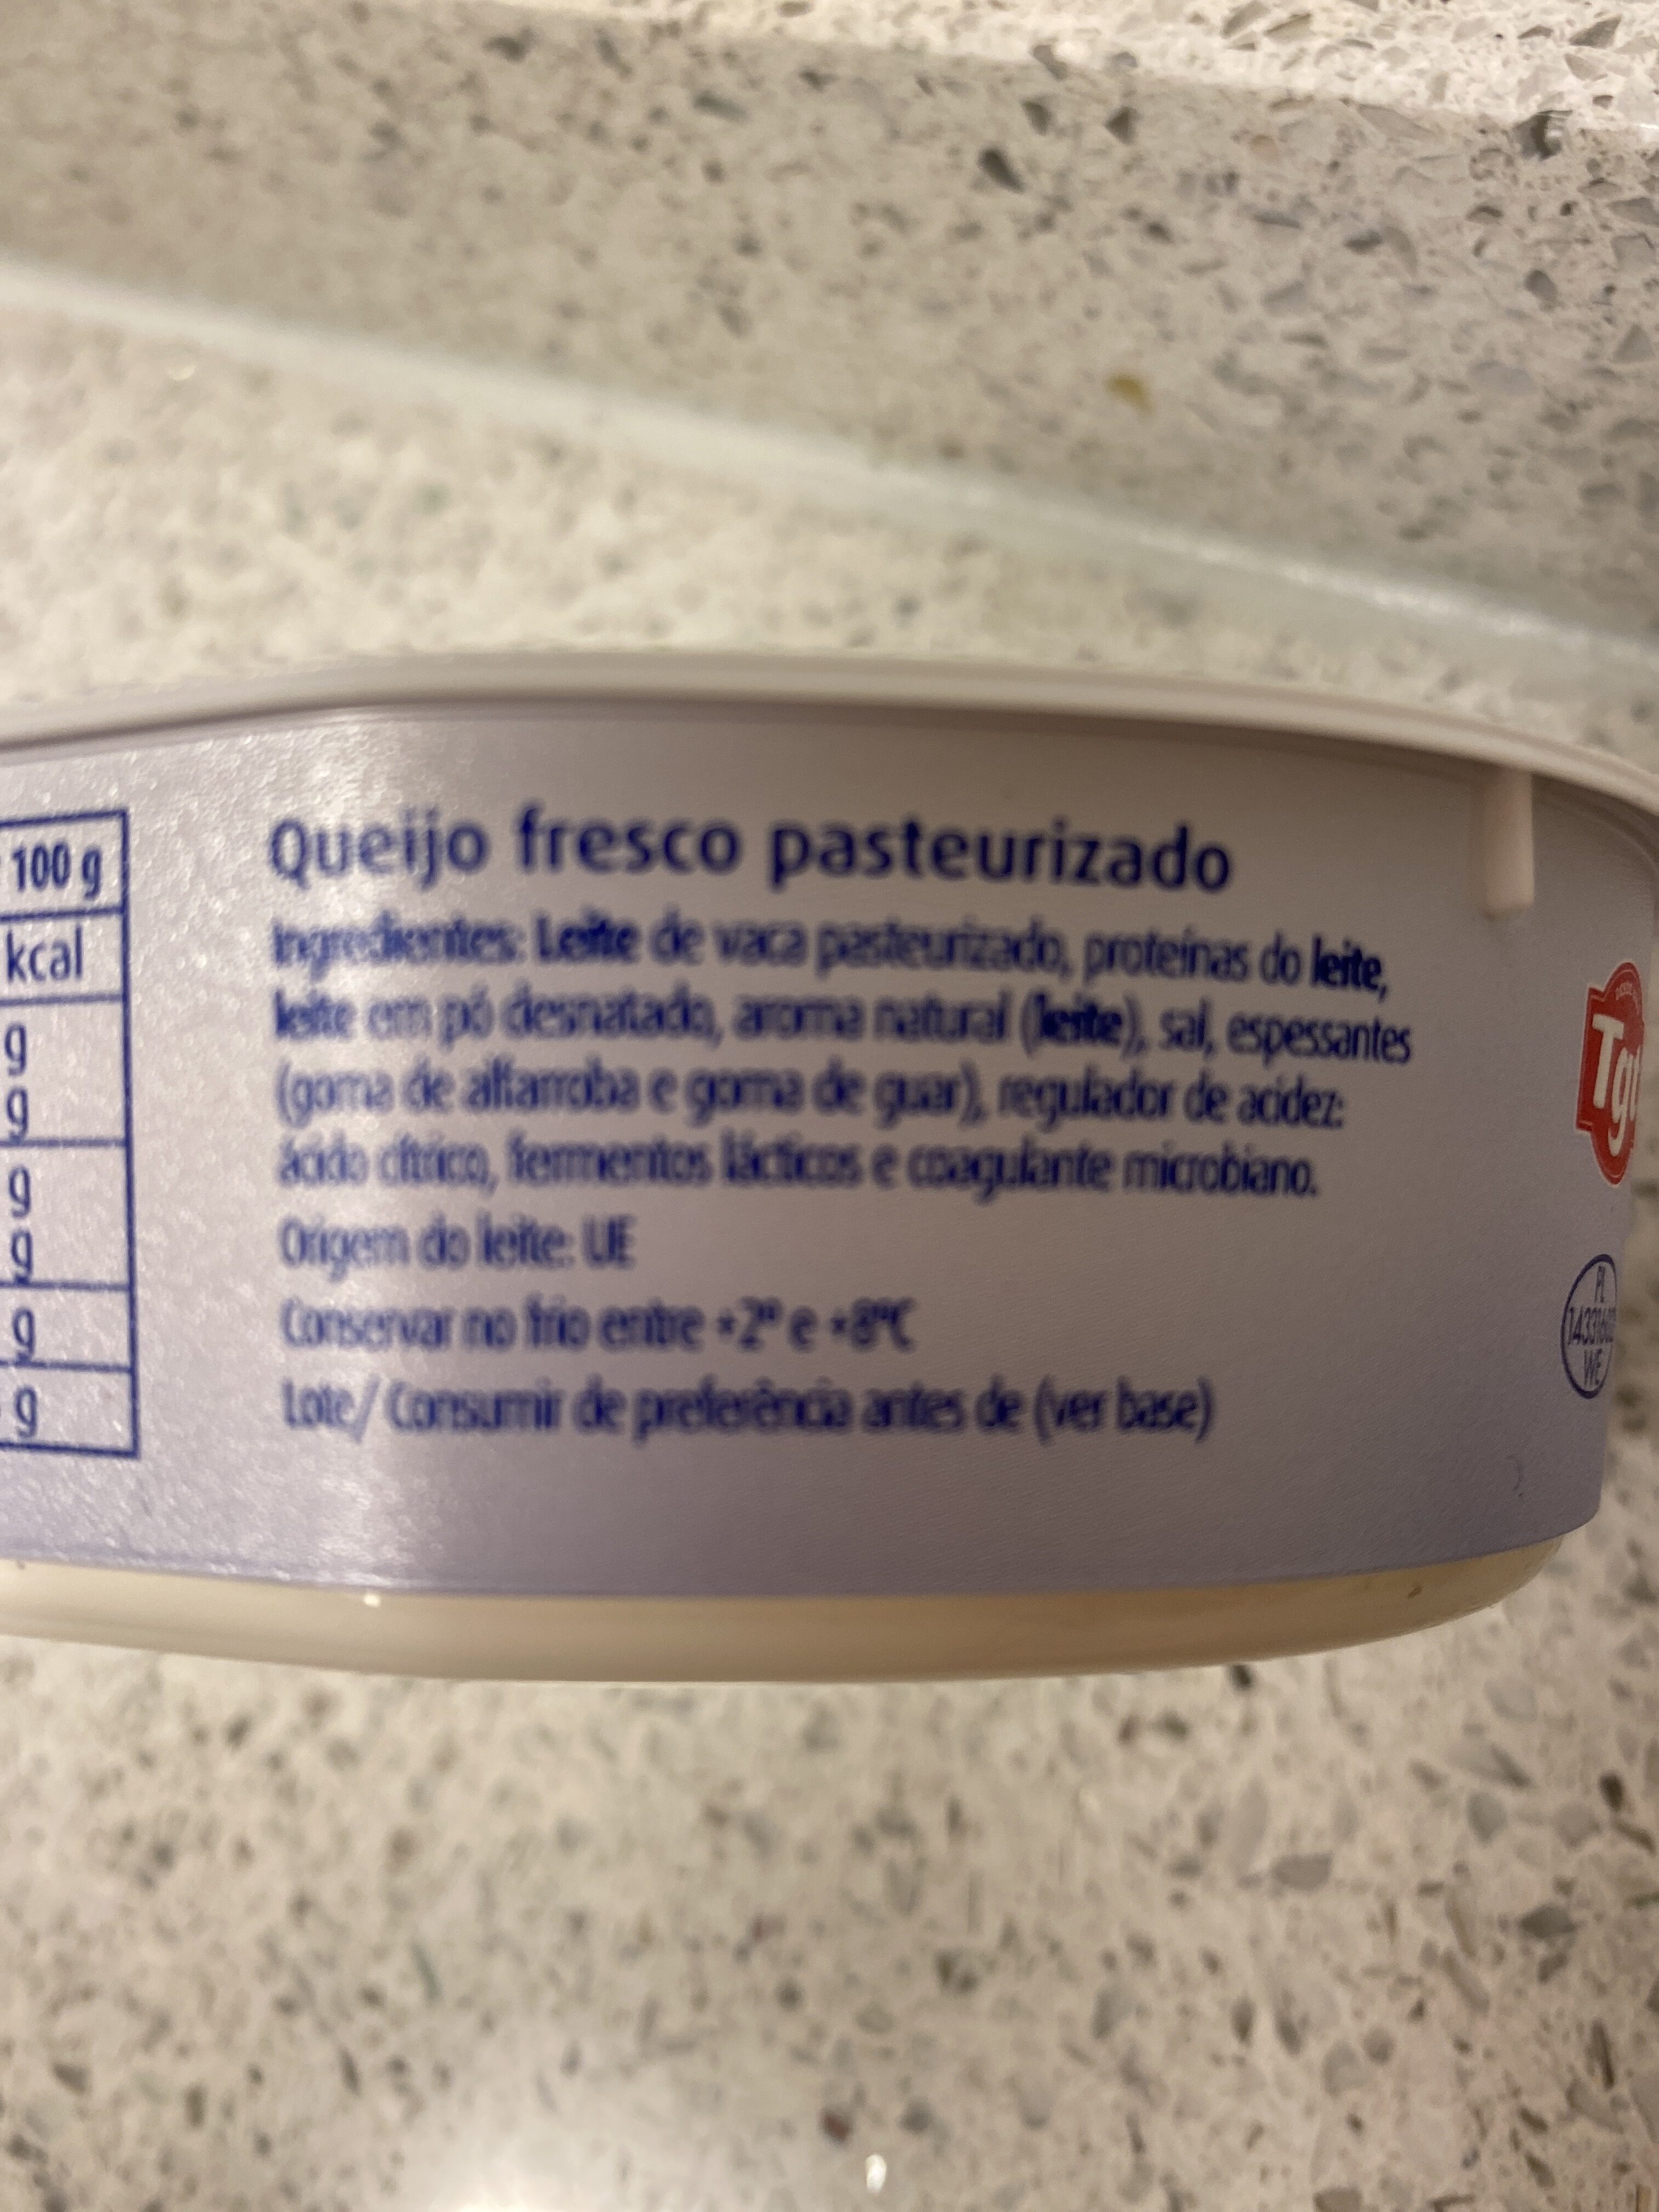 100 g
kcal
g
g
g
g
g
g
Queijo fresco pasteurizado
Ingredientes: Leite de vaca pasteurizado, proteínas do leite,
leite em pó desnatado, aroma natural (leite), sal, espessantes
(goma de alfarroba e goma de guar), regulador de acidez:
ácido cítrico, fermentos lácticos e coagulante microbiano.
Origem do leite: UE
Conservar no frio entre +2º e +8ºC
Lote/ Consumir de preferência antes de (ver base)
PL
WE